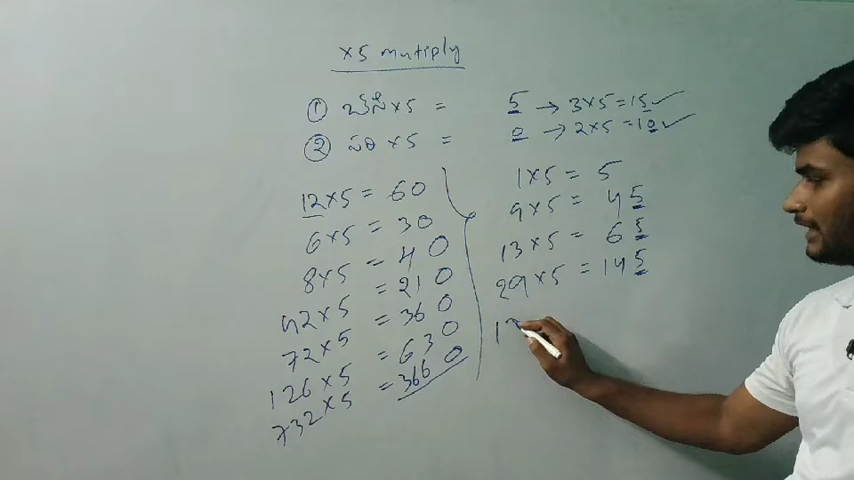 x5 mutiply
① బేసి x5 = 5 → 3x5=15 ✓
② సరి x5 = 0 → 2x5=10 ✓
12x5= 60
6x5 = 30
8x5 = 40
42x5 = 210
72x5 = 360
126x5 = 630
732x5 = 3660
1x5 = 5
9x5 = 45
13x5 = 65
29x5 = 145